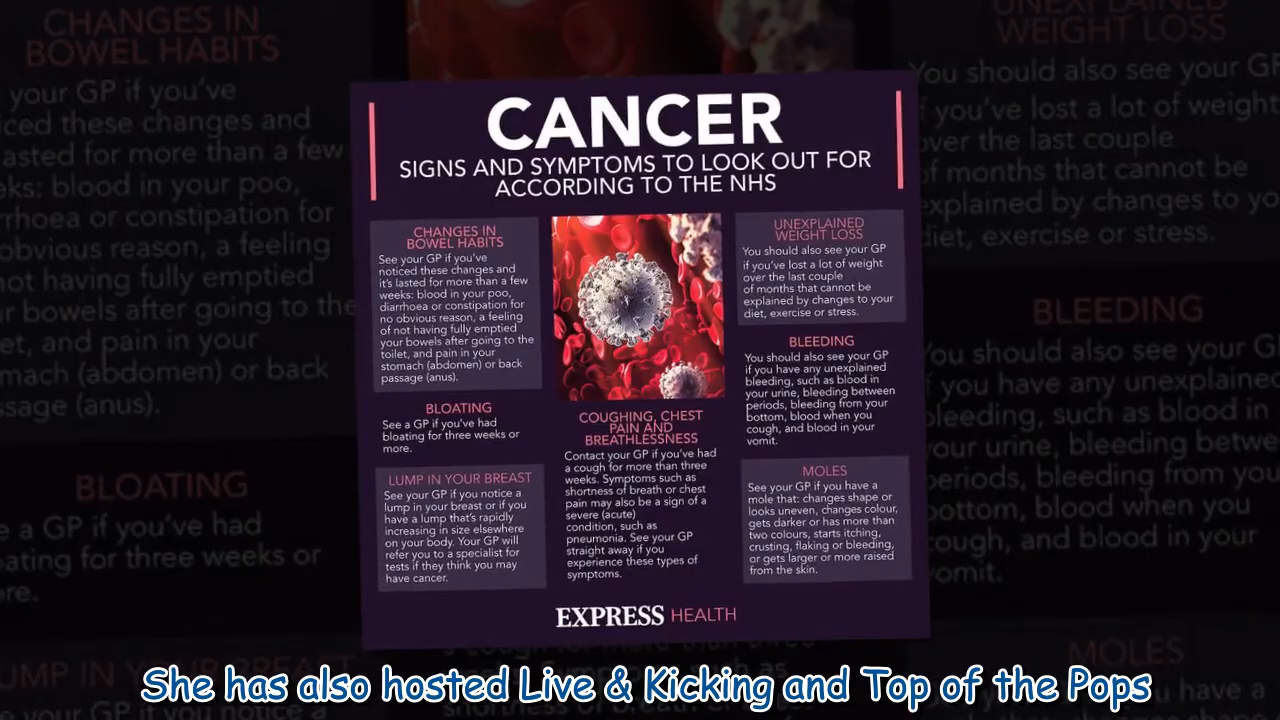 CANCER
SIGNS AND SYMPTOMS TO LOOK OUT FOR
ACCORDING TO THE NHS
CHANGES IN
BOWEL HABITS
See your GP if you've
noticed these changes and
it's lasted for more than a few
weeks: blood in your poo,
diarrhoea or constipation for
no obvious reason, a feeling
of not having fully emptied
your bowels after going to the
toilet, and pain in your
stomach (abdomen) or back
passage (anus).
BLOATING
See a GP if you've had
bloating for three weeks or
more.
LUMP IN YOUR BREAST
See your GP if you notice a
lump in your breast or if you
have a lump that's rapidly
increasing in size elsewhere
on your body. Your GP will
refer you to a specialist for
tests if they think you may
have cancer.
COUGHING, CHEST
PAIN AND
BREATHLESSNESS
Contact your GP if you've had
a cough for more than three
weeks. Symptoms such as
shortness of breath or chest
pain may also be a sign of a
severe (acute)
condition, such as
pneumonia. See your GP
straight away if you
experience these types of
symptoms.
UNEXPLAINED
WEIGHT LOSS
You should also see your GP
if you've lost a lot of weight
over the last couple
of months that cannot be
explained by changes to your
diet, exercise or stress.
BLEEDING
You should also see your GP
if you have any unexplained
bleeding, such as blood in
your urine, bleeding between
periods, bleeding from your
bottom, blood when you
cough, and blood in your
vomit.
MOLES
See your GP if you have a
mole that: changes shape or
looks uneven, changes colour,
gets darker or has more than
two colours, starts itching,
crusting, flaking or bleeding,
or gets larger or more raised
from the skin.
EXPRESS HEALTH
She has also hosted Live & Kicking and Top of the Pops